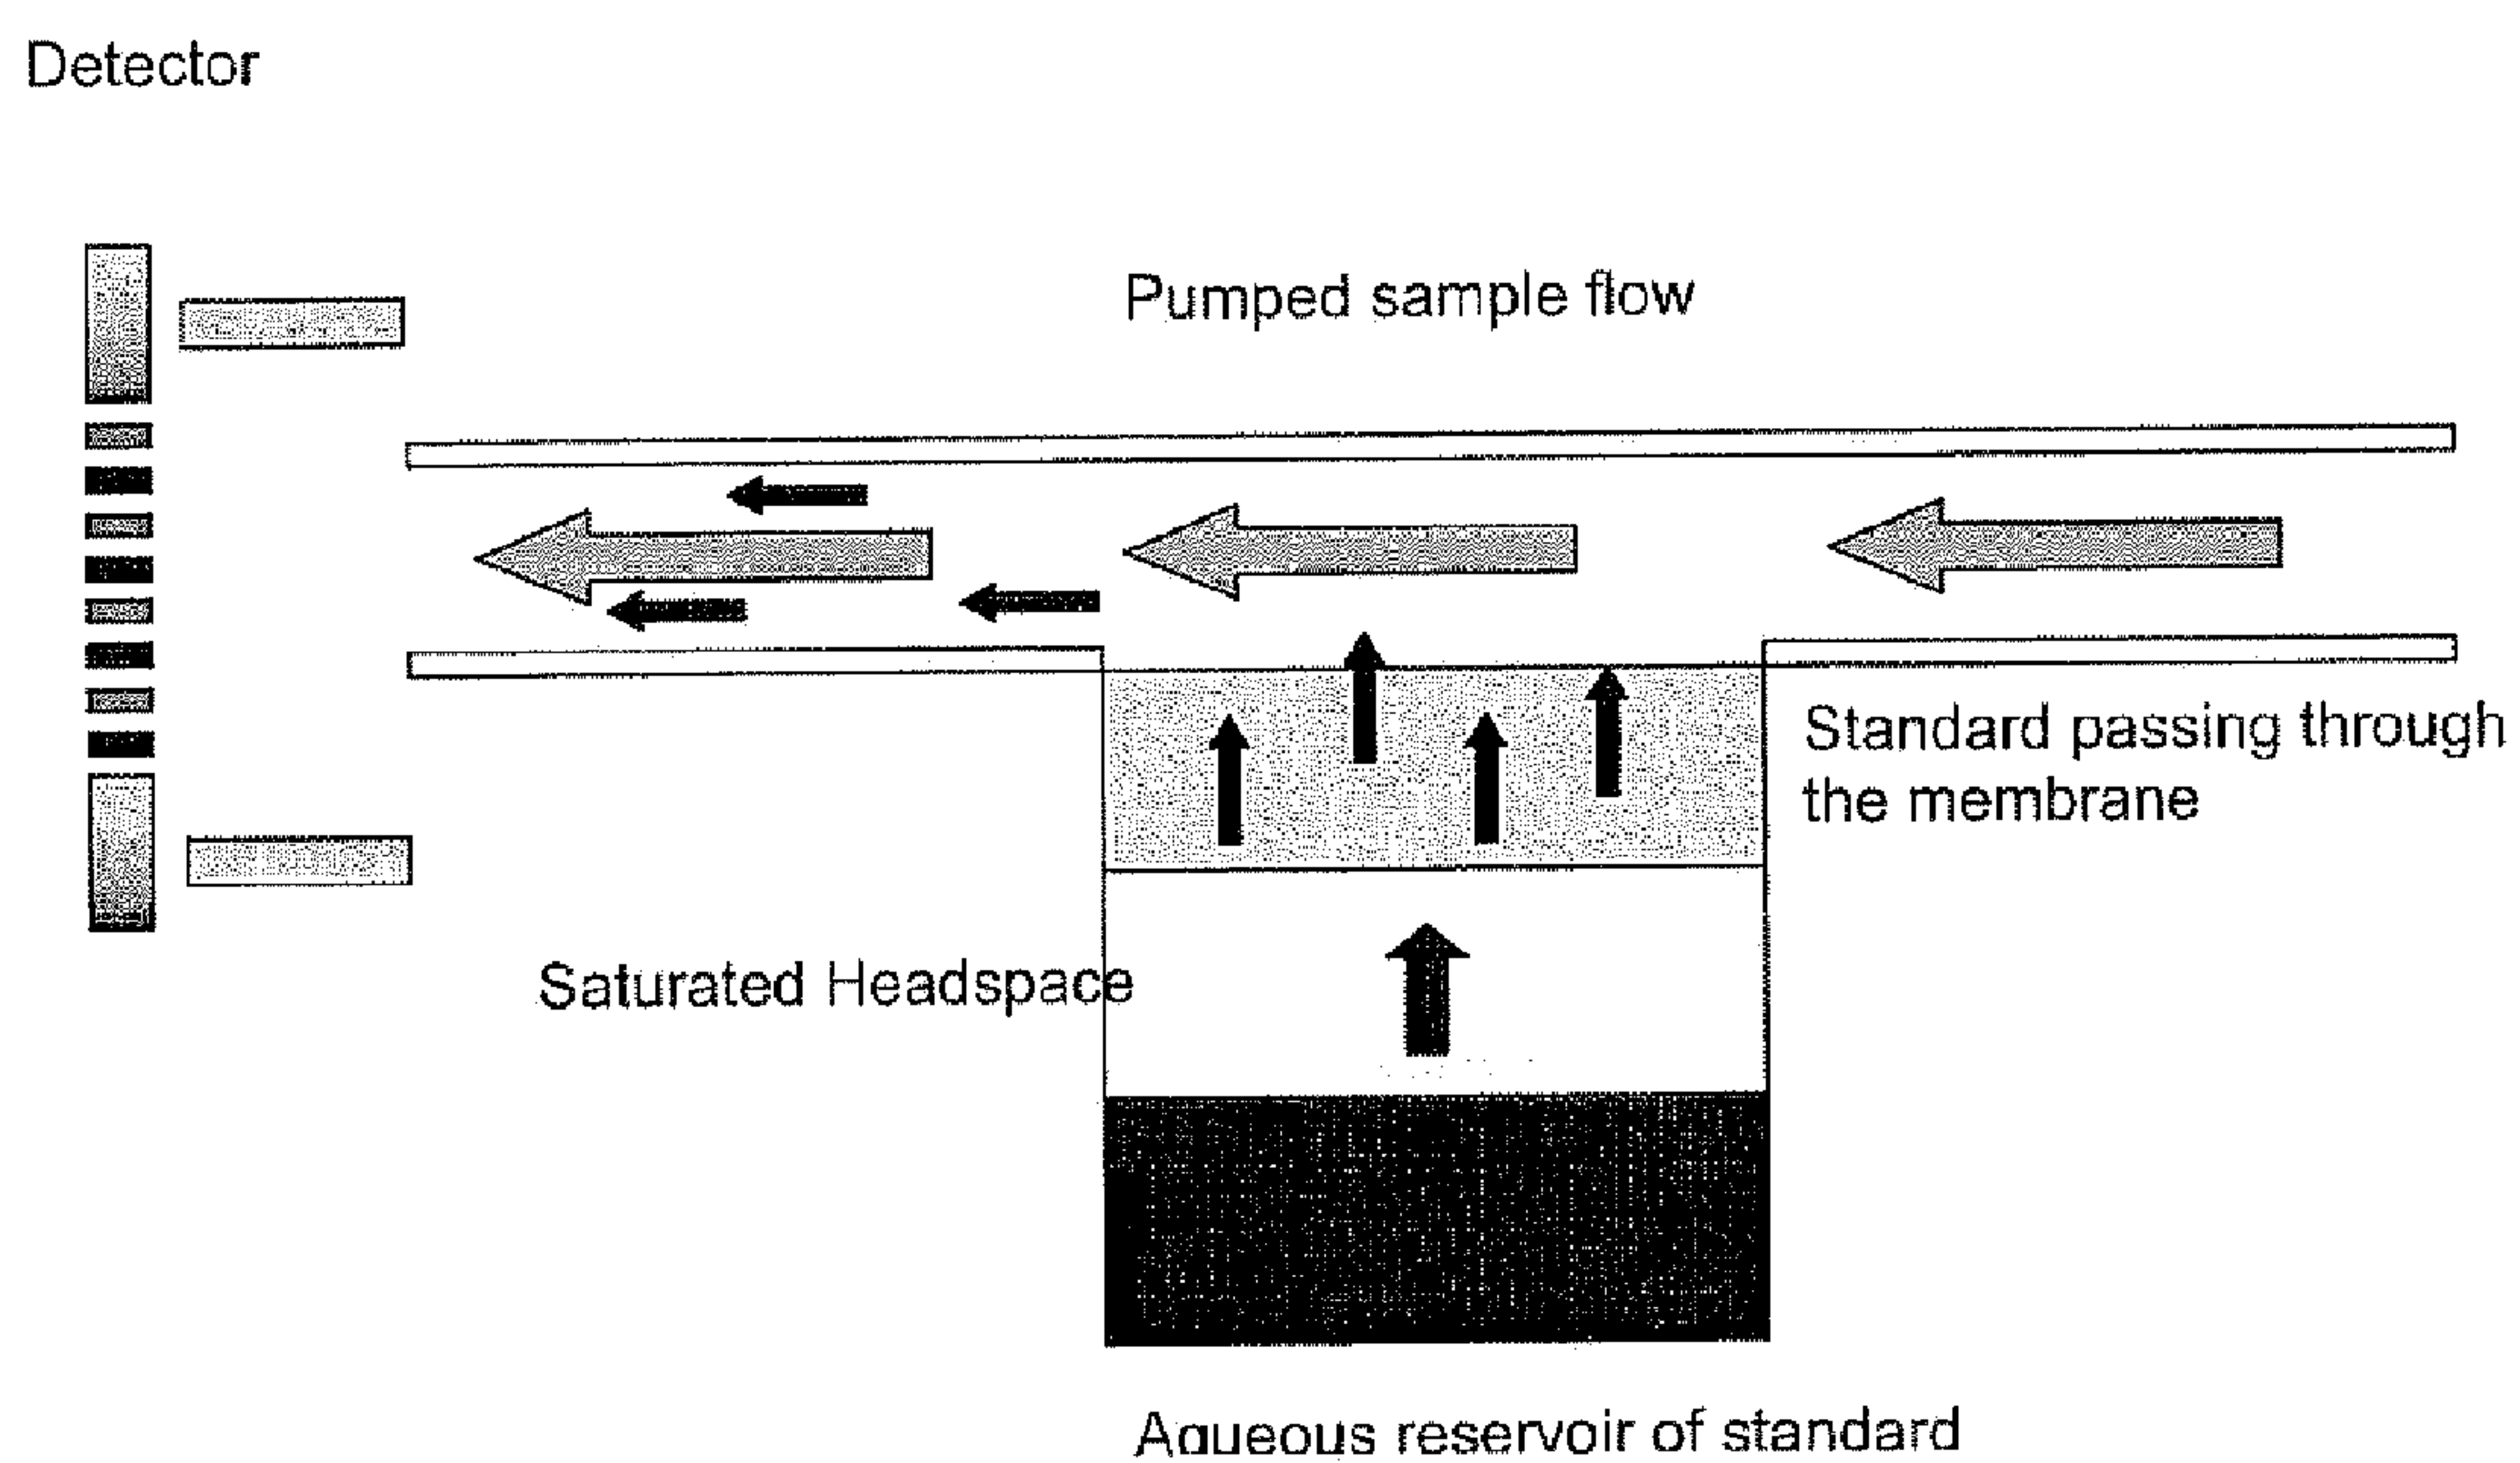 Detector
Pumped sample flow
Standard passing through
the membrane
Saturated Headspace
Aqueous reservoir of standard